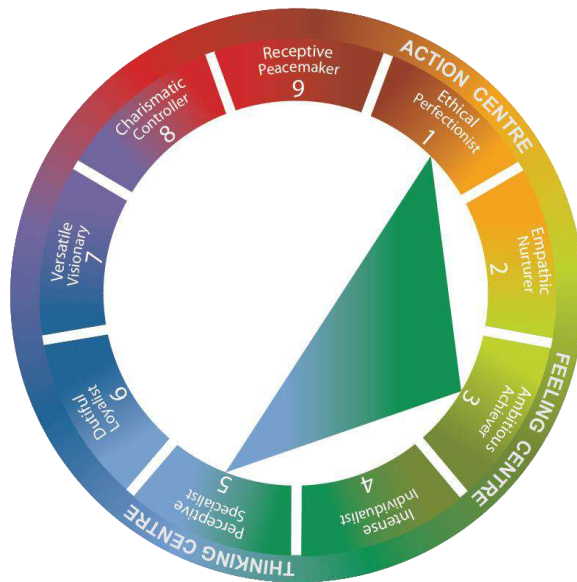 ACTION CENTRE
Receptive
Peacemaker
9
Ethical
Perfectionist
1
Empathic
Nurturer
2
Ambitious
Achiever
3
FEELING CENTRE
Intense
Individualist
4
Perceptive
Specialist
5
THINKING CENTRE
Dutiful
Loyalist
6
Versatile
Visionary
7
Charismatic
Controller
8